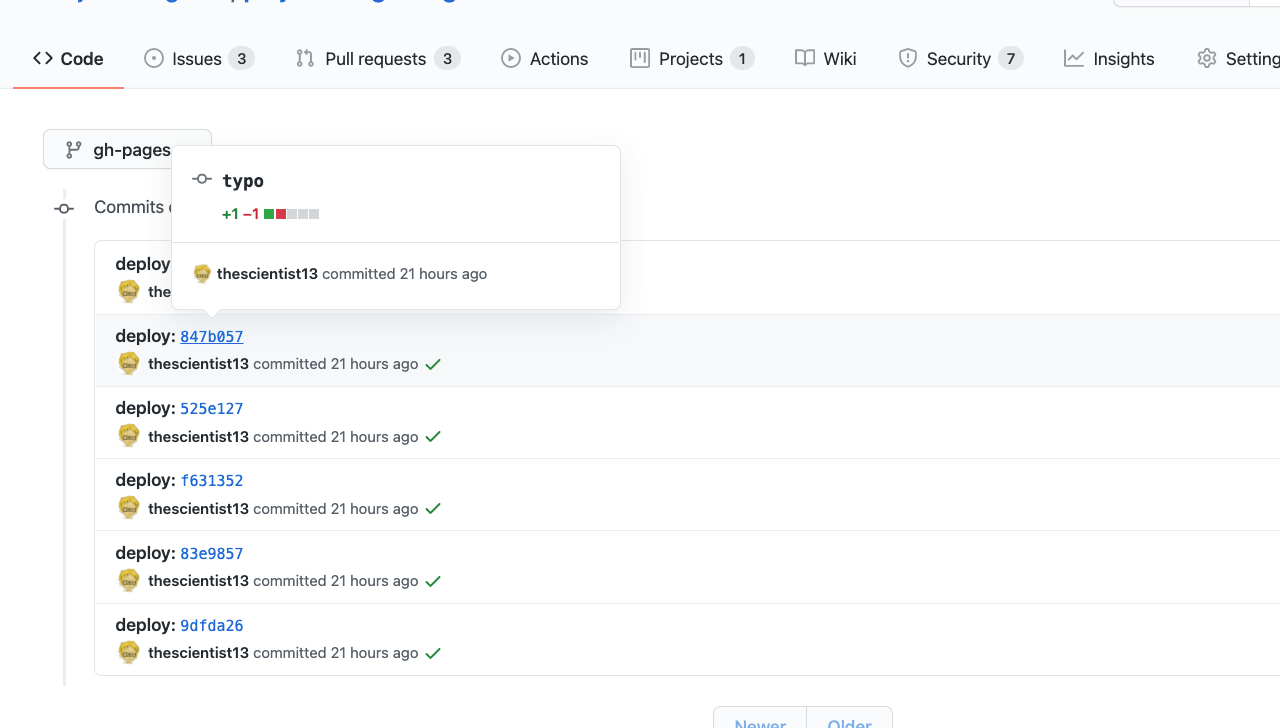 Code Issues 3 Pull requests 3 Actions Projects 1 Wiki Security 7 Insights Setting
gh-pages
typo
+1 −1
Commits
thescientist13 committed 21 hours ago
deploy
the
deploy: 847b057
thescientist13 committed 21 hours ago
deploy: 525e127
thescientist13 committed 21 hours ago
deploy: f631352
thescientist13 committed 21 hours ago
deploy: 83e9857
thescientist13 committed 21 hours ago
deploy: 9dfda26
thescientist13 committed 21 hours ago
Newer Older